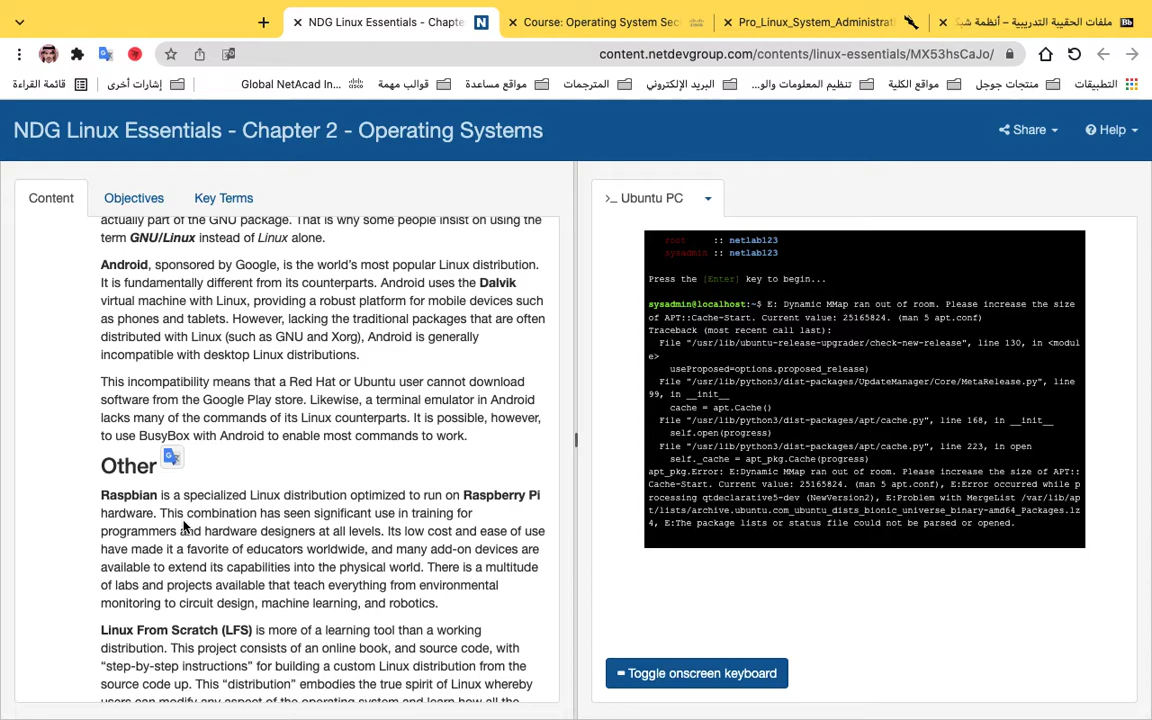 NDG Linux Essentials - Chapte
Course: Operating System Sec
Pro_Linux_System_Administrati
ملفات الحقيبة التدريبية – أنظمة شبك
content.netdevgroup.com/contents/linux-essentials/MX53hsCaJo/
قائمة القراءة
إشارات أخرى
Global NetAcad In...
قوالب مهمة
مواقع مساعدة
المترجمات
البريد الإلكتروني
تنظيم المعلومات والو...
مواقع الكلية
منتجات جوجل
التطبيقات
NDG Linux Essentials - Chapter 2 - Operating Systems
Share
Help
Content
Objectives
Key Terms
actually part of the GNU package. That is why some people insist on using the
term GNU/Linux instead of Linux alone.
Android, sponsored by Google, is the world's most popular Linux distribution.
It is fundamentally different from its counterparts. Android uses the Dalvik
virtual machine with Linux, providing a robust platform for mobile devices such
as phones and tablets. However, lacking the traditional packages that are often
distributed with Linux (such as GNU and Xorg), Android is generally
incompatible with desktop Linux distributions.
This incompatibility means that a Red Hat or Ubuntu user cannot download
software from the Google Play store. Likewise, a terminal emulator in Android
lacks many of the commands of its Linux counterparts. It is possible, however,
to use BusyBox with Android to enable most commands to work.
Other
Raspbian is a specialized Linux distribution optimized to run on Raspberry Pi
hardware. This combination has seen significant use in training for
programmers and hardware designers at all levels. Its low cost and ease of use
have made it a favorite of educators worldwide, and many add-on devices are
available to extend its capabilities into the physical world. There is a multitude
of labs and projects available that teach everything from environmental
monitoring to circuit design, machine learning, and robotics.
Linux From Scratch (LFS) is more of a learning tool than a working
distribution. This project consists of an online book, and source code, with
“step-by-step instructions” for building a custom Linux distribution from the
source code up. This “distribution” embodies the true spirit of Linux whereby
users can modify any aspect of the operating system and learn how all the
>_ Ubuntu PC
root :: netlab123
sysadmin :: netlab123
Press the [Enter] key to begin...
sysadmin@localhost:~$ E: Dynamic MMap ran out of room. Please increase the size
of APT::Cache-Start. Current value: 25165824. (man 5 apt.conf)
Traceback (most recent call last):
File "/usr/lib/ubuntu-release-upgrader/check-new-release", line 130, in <modul
e>
useProposed=options.proposed_release)
File "/usr/lib/python3/dist-packages/UpdateManager/Core/MetaRelease.py", line
99, in __init__
cache = apt.Cache()
File "/usr/lib/python3/dist-packages/apt/cache.py", line 168, in __init__
self.open(progress)
File "/usr/lib/python3/dist-packages/apt/cache.py", line 223, in open
self._cache = apt_pkg.Cache(progress)
apt_pkg.Error: E:Dynamic MMap ran out of room. Please increase the size of APT::
Cache-Start. Current value: 25165824. (man 5 apt.conf), E:Error occurred while p
rocessing qtdeclarative5-dev (NewVersion2), E:Problem with MergeList /var/lib/ap
t/lists/archive.ubuntu.com_ubuntu_dists_bionic_universe_binary-amd64_Packages.lz
4, E:The package lists or status file could not be parsed or opened.
Toggle onscreen keyboard